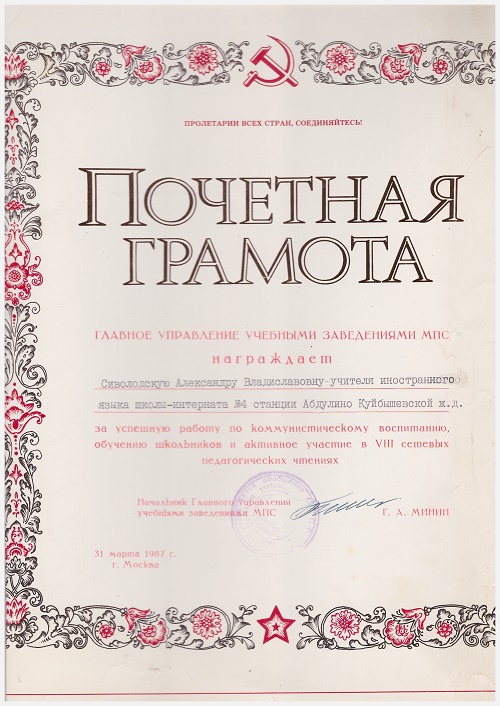 ПРОЛЕТАРИИ ВСЕХ СТРАН, СОЕДИНЯЙТЕСЬ!
ПОЧЕТНАЯ
ГРАМОТА
ГЛАВНОЕ УПРАВЛЕНИЕ УЧЕБНЫМИ ЗАВЕДЕНИЯМИ МПС
награждает
Сиволодскую Александру Владиславовну-учителя иностранного
языка школы-интерната №4 станции Абдулино Куйбышевской ж.д.
за успешную работу по коммунистическому воспитанию,
обучению школьников и активное участие в VIII сетевых
педагогических чтениях
Начальник Главного управления
учебными заведениями МПС
Г. А. МИНИН
31 марта 1987 г.
г. Москва